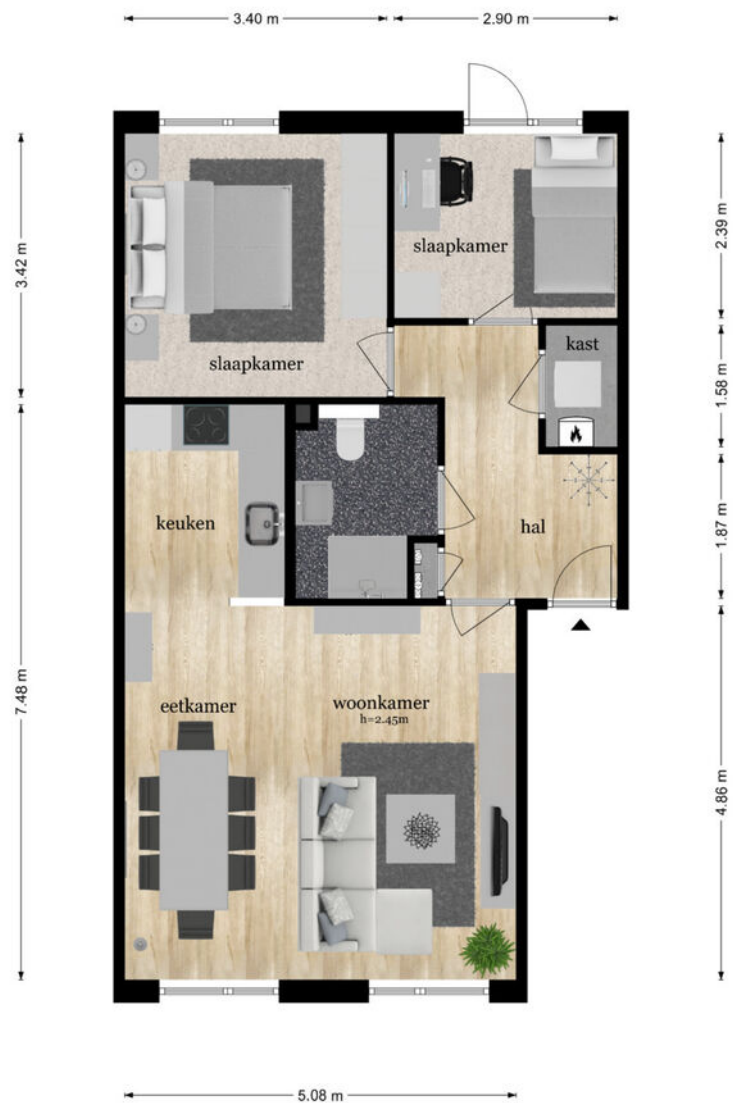 3.40 m
2.90 m
3.42 m
2.39 m
slaapkamer
slaapkamer
kast
1.58 m
keuken
hal
1.87 m
7.48 m
eetkamer
woonkamer
h=2.45m
4.86 m
5.08 m